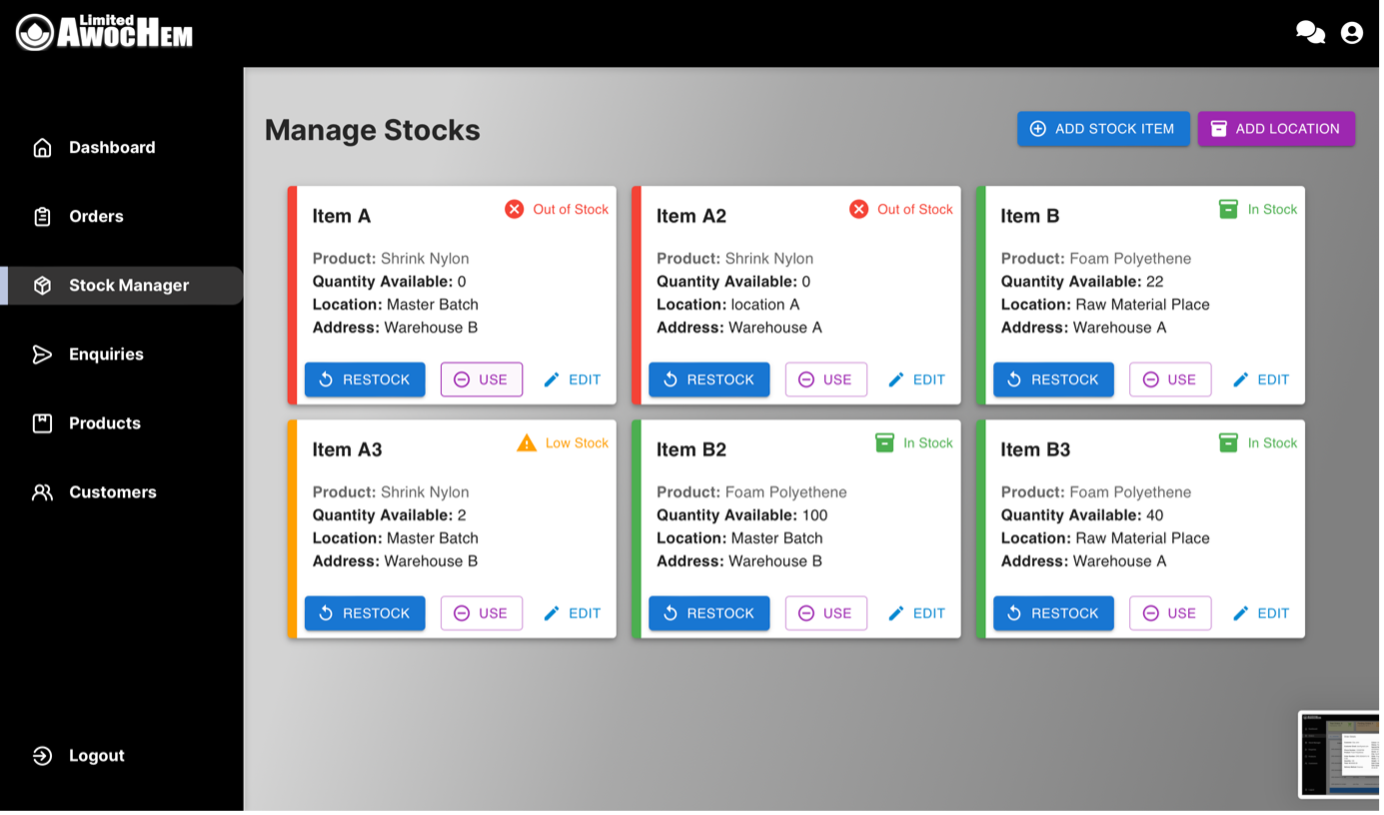 Limited
AWOCHEM
Dashboard
Orders
Stock Manager
Enquiries
Products
Customers
Logout
Manage Stocks
ADD STOCK ITEM
ADD LOCATION
Item A
Out of Stock
Product: Shrink Nylon
Quantity Available: 0
Location: Master Batch
Address: Warehouse B
RESTOCK
USE
EDIT
Item A2
Out of Stock
Product: Shrink Nylon
Quantity Available: 0
Location: location A
Address: Warehouse A
RESTOCK
USE
EDIT
Item B
In Stock
Product: Foam Polyethene
Quantity Available: 22
Location: Raw Material Place
Address: Warehouse A
RESTOCK
USE
EDIT
Item A3
Low Stock
Product: Shrink Nylon
Quantity Available: 2
Location: Master Batch
Address: Warehouse B
RESTOCK
USE
EDIT
Item B2
In Stock
Product: Foam Polyethene
Quantity Available: 100
Location: Master Batch
Address: Warehouse B
RESTOCK
USE
EDIT
Item B3
In Stock
Product: Foam Polyethene
Quantity Available: 40
Location: Raw Material Place
Address: Warehouse A
RESTOCK
USE
EDIT